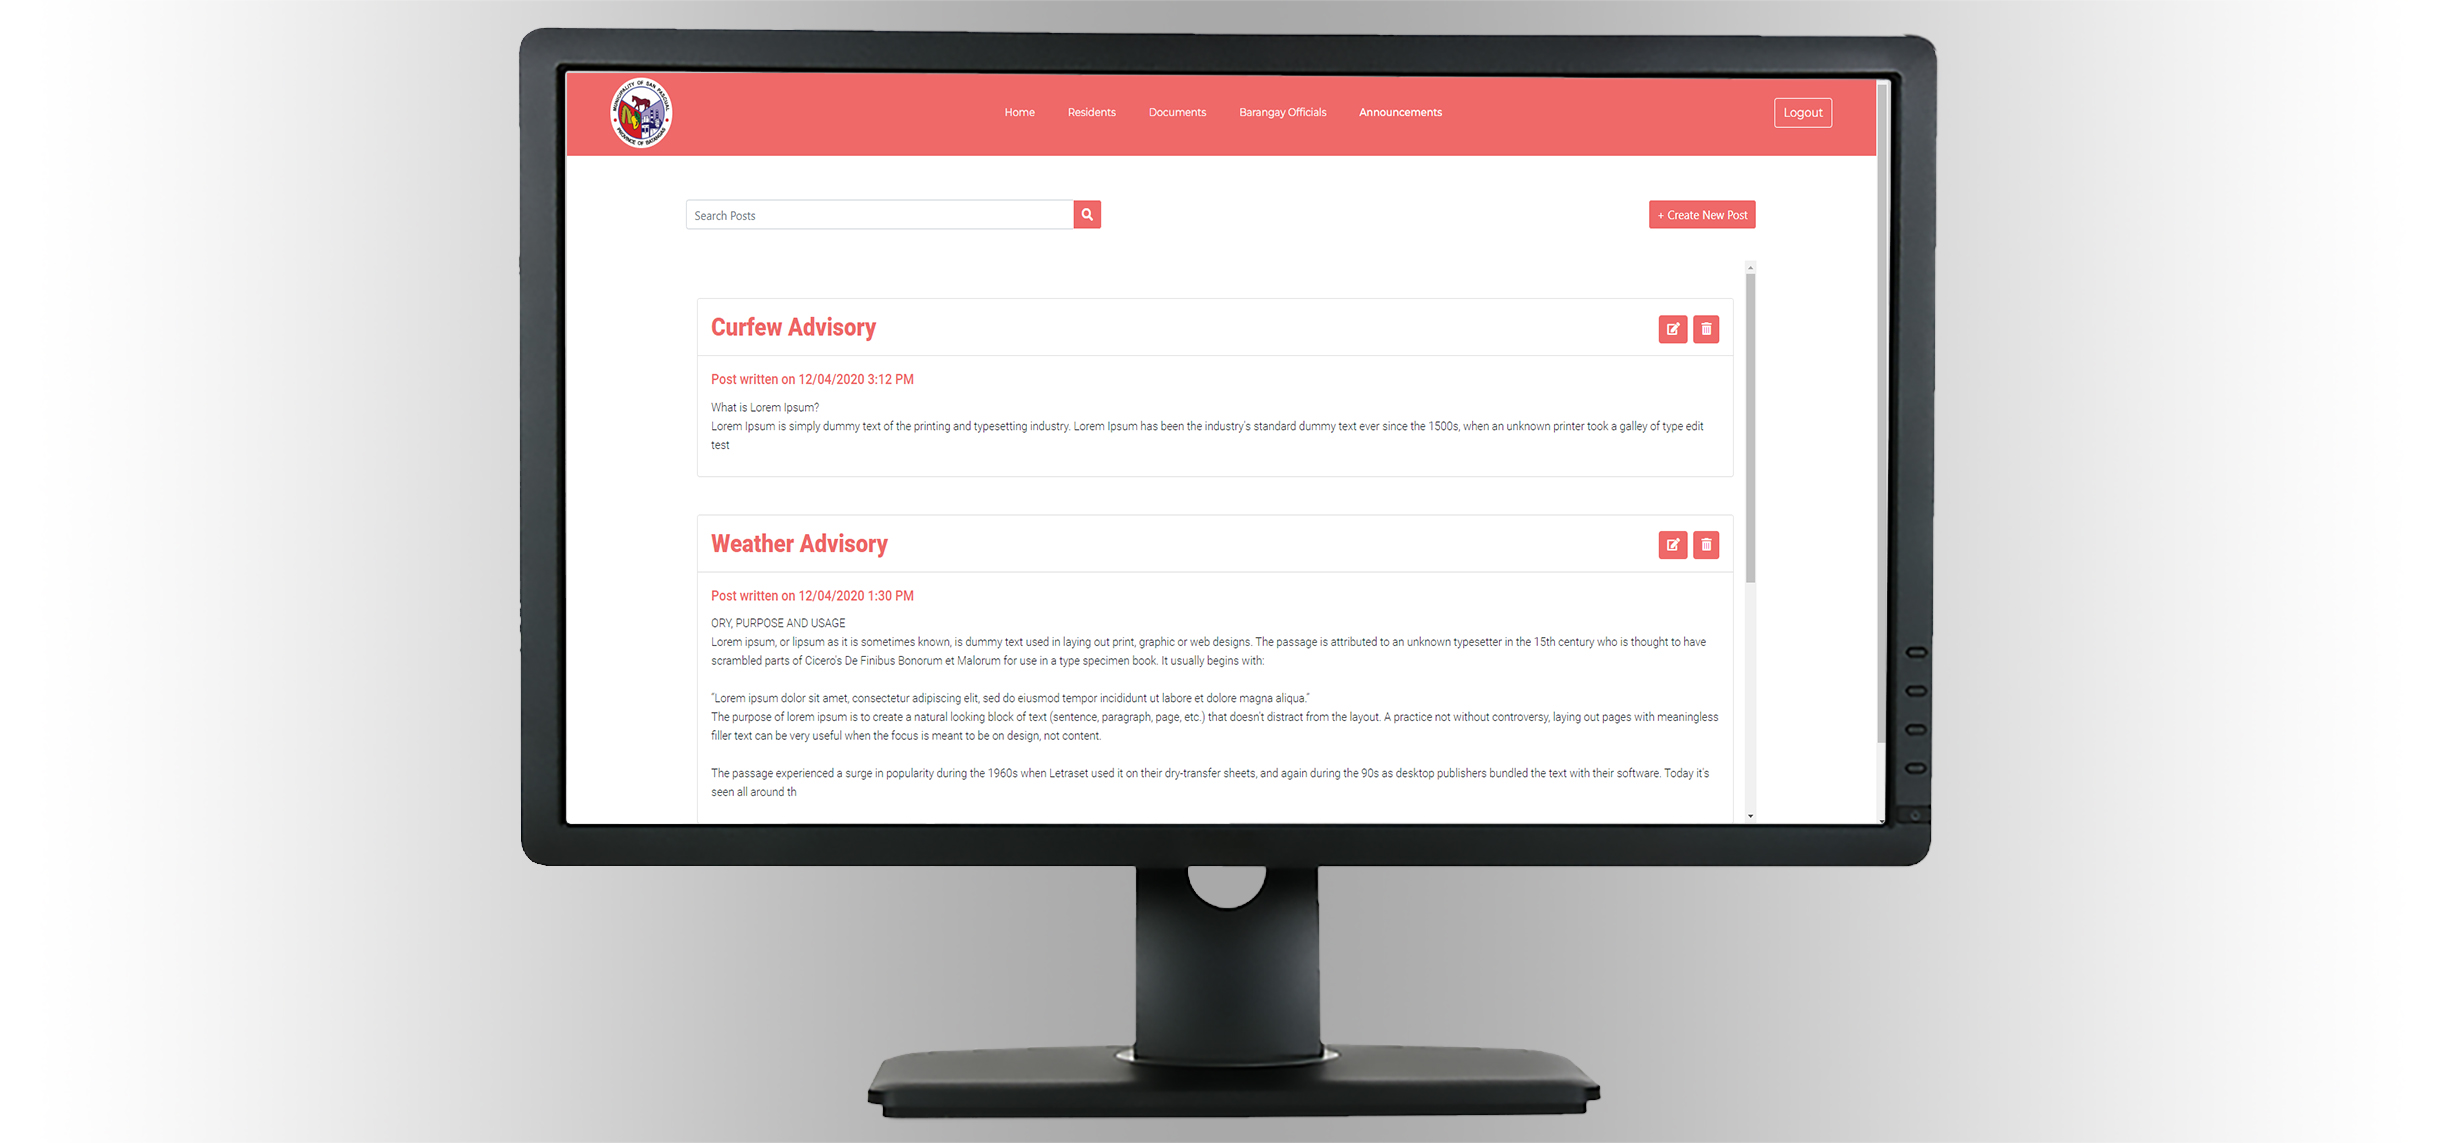 MUNICIPALITY OF SAN PASCUAL
PROVINCE OF BATANGAS
Home Residents Documents Barangay Officials Announcements Logout
Search Posts + Create New Post
Curfew Advisory
Post written on 12/04/2020 3:12 PM
What is Lorem Ipsum?
Lorem Ipsum is simply dummy text of the printing and typesetting industry. Lorem Ipsum has been the industry's standard dummy text ever since the 1500s, when an unknown printer took a galley of type edit
test
Weather Advisory
Post written on 12/04/2020 1:30 PM
ORY, PURPOSE AND USAGE
Lorem ipsum, or lipsum as it is sometimes known, is dummy text used in laying out print, graphic or web designs. The passage is attributed to an unknown typesetter in the 15th century who is thought to have
scrambled parts of Cicero's De Finibus Bonorum et Malorum for use in a type specimen book. It usually begins with:
"Lorem ipsum dolor sit amet, consectetur adipiscing elit, sed do eiusmod tempor incididunt ut labore et dolore magna aliqua."
The purpose of lorem ipsum is to create a natural looking block of text (sentence, paragraph, page, etc.) that doesn't distract from the layout. A practice not without controversy, laying out pages with meaningless
filler text can be very useful when the focus is meant to be on design, not content.
The passage experienced a surge in popularity during the 1960s when Letraset used it on their dry-transfer sheets, and again during the 90s as desktop publishers bundled the text with their software. Today it's
seen all around th